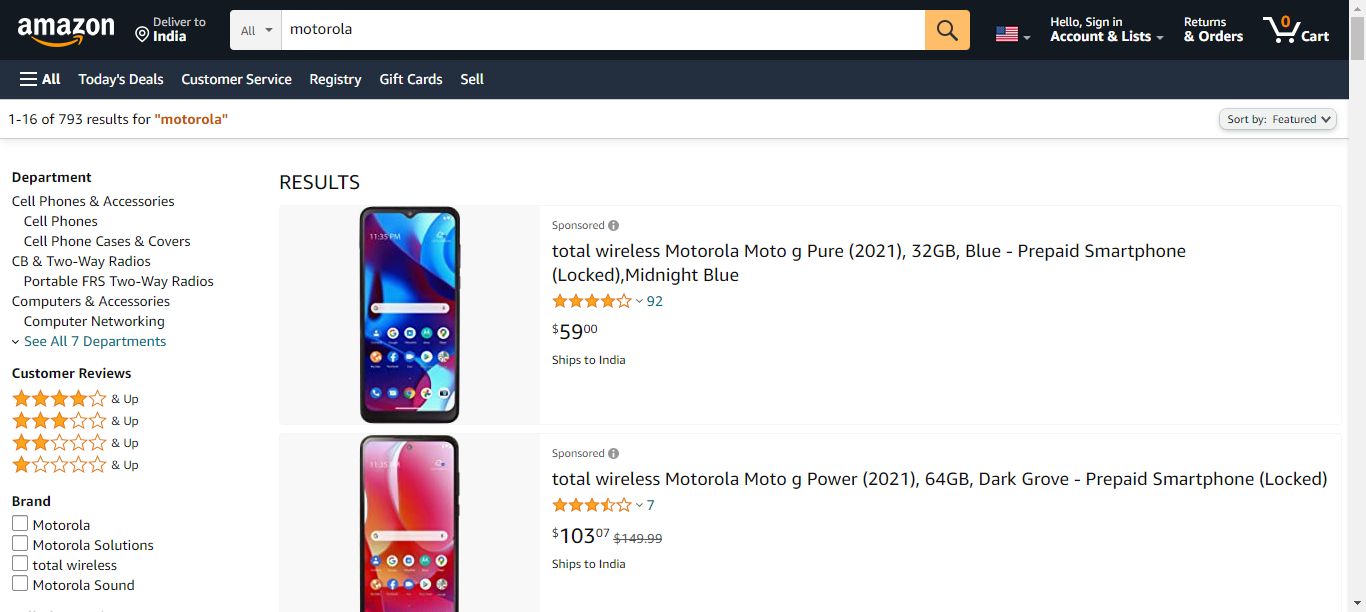 amazon
Deliver to
India
All
motorola
Hello, Sign in
Account & Lists
Returns
& Orders
0
Cart
All
Today's Deals
Customer Service
Registry
Gift Cards
Sell
1-16 of 793 results for "motorola"
Sort by: Featured
Department
Cell Phones & Accessories
Cell Phones
Cell Phone Cases & Covers
CB & Two-Way Radios
Portable FRS Two-Way Radios
Computers & Accessories
Computer Networking
See All 7 Departments
Customer Reviews
& Up
& Up
& Up
& Up
Brand
Motorola
Motorola Solutions
total wireless
Motorola Sound
RESULTS
11:35 PM
Sponsored
total wireless Motorola Moto g Pure (2021), 32GB, Blue - Prepaid Smartphone
(Locked),Midnight Blue
92
$5900
Ships to India
Sponsored
total wireless Motorola Moto g Power (2021), 64GB, Dark Grove - Prepaid Smartphone (Locked)
7
$10307 $149.99
Ships to India